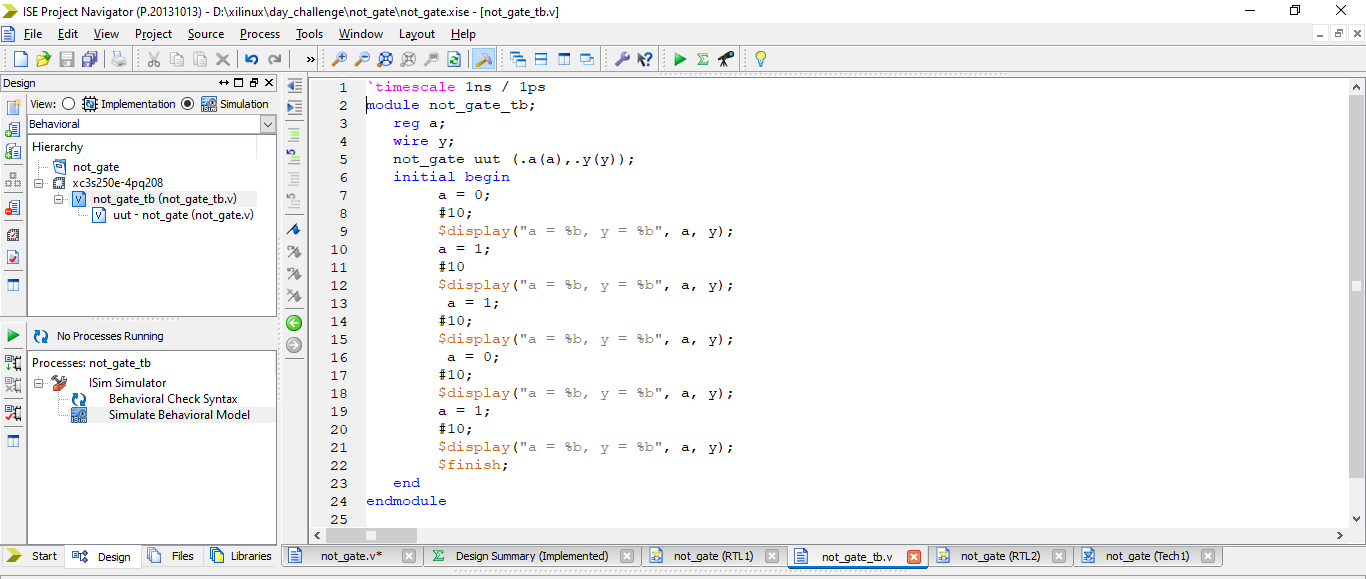 ISE Project Navigator (P.20131013) - D:\xilinux\day_challenge\not_gate\not_gate.xise - [not_gate_tb.v]
File Edit View Project Source Process Tools Window Layout Help
Design
View: Implementation Simulation
Behavioral
Hierarchy
not_gate
xc3s250e-4pq208
not_gate_tb (not_gate_tb.v)
uut - not_gate (not_gate.v)
No Processes Running
Processes: not_gate_tb
ISim Simulator
Behavioral Check Syntax
Simulate Behavioral Model
Start Design Files Libraries
1 `timescale 1ns / 1ps
2 module not_gate_tb;
3 reg a;
4 wire y;
5 not_gate uut (.a(a),.y(y));
6 initial begin
7 a = 0;
8 #10;
9 $display("a = %b, y = %b", a, y);
10 a = 1;
11 #10
12 $display("a = %b, y = %b", a, y);
13 a = 1;
14 #10;
15 $display("a = %b, y = %b", a, y);
16 a = 0;
17 #10;
18 $display("a = %b, y = %b", a, y);
19 a = 1;
20 #10;
21 $display("a = %b, y = %b", a, y);
22 $finish;
23 end
24 endmodule
25
not_gate.v* Design Summary (Implemented) not_gate (RTL1) not_gate_tb.v not_gate (RTL2) not_gate (Tech1)